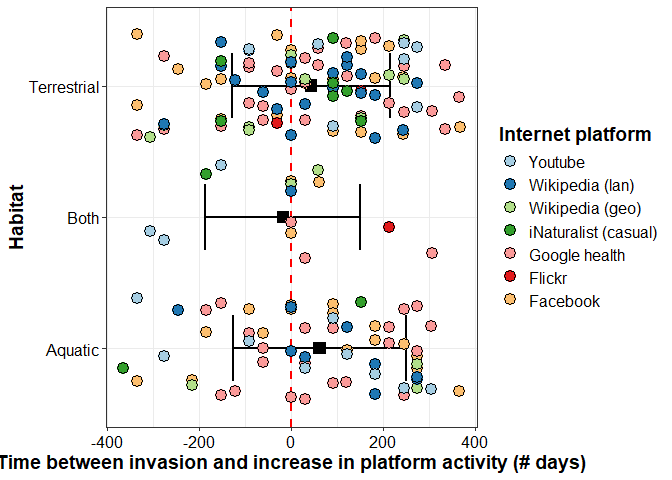 Habitat
Terrestrial
Both
Aquatic
-400
-200
0
200
400
Time between invasion and increase in platform activity (# days)
Internet platform
Youtube
Wikipedia (lan)
Wikipedia (geo)
iNaturalist (casual)
Google health
Flickr
Facebook